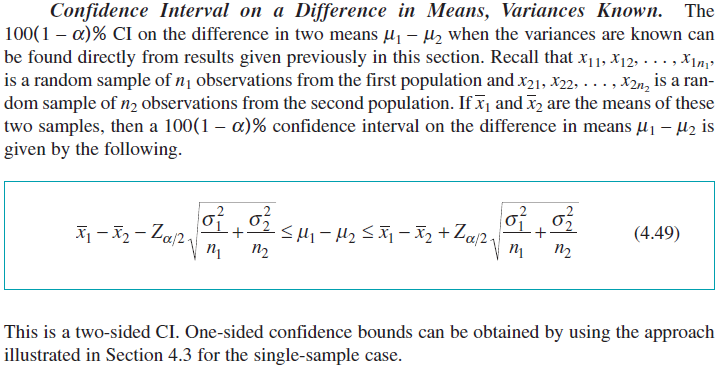 Confidence Interval on a Difference in Means, Variances Known. The
100(1 – α)% CI on the difference in two means μ₁ – μ₂ when the variances are known can
be found directly from results given previously in this section. Recall that x₁₁, x₁₂, . . . , x₁ₙ₁,
is a random sample of n₁ observations from the first population and x₂₁, x₂₂, . . . , x₂ₙ₂ is a ran-
dom sample of n₂ observations from the second population. If x̄₁ and x̄₂ are the means of these
two samples, then a 100(1 – α)% confidence interval on the difference in means μ₁ – μ₂ is
given by the following.
x̄₁ – x̄₂ – Z_{α/2} √(σ₁²/n₁ + σ₂²/n₂) ≤ μ₁ – μ₂ ≤ x̄₁ – x̄₂ + Z_{α/2} √(σ₁²/n₁ + σ₂²/n₂) (4.49)
This is a two-sided CI. One-sided confidence bounds can be obtained by using the approach
illustrated in Section 4.3 for the single-sample case.